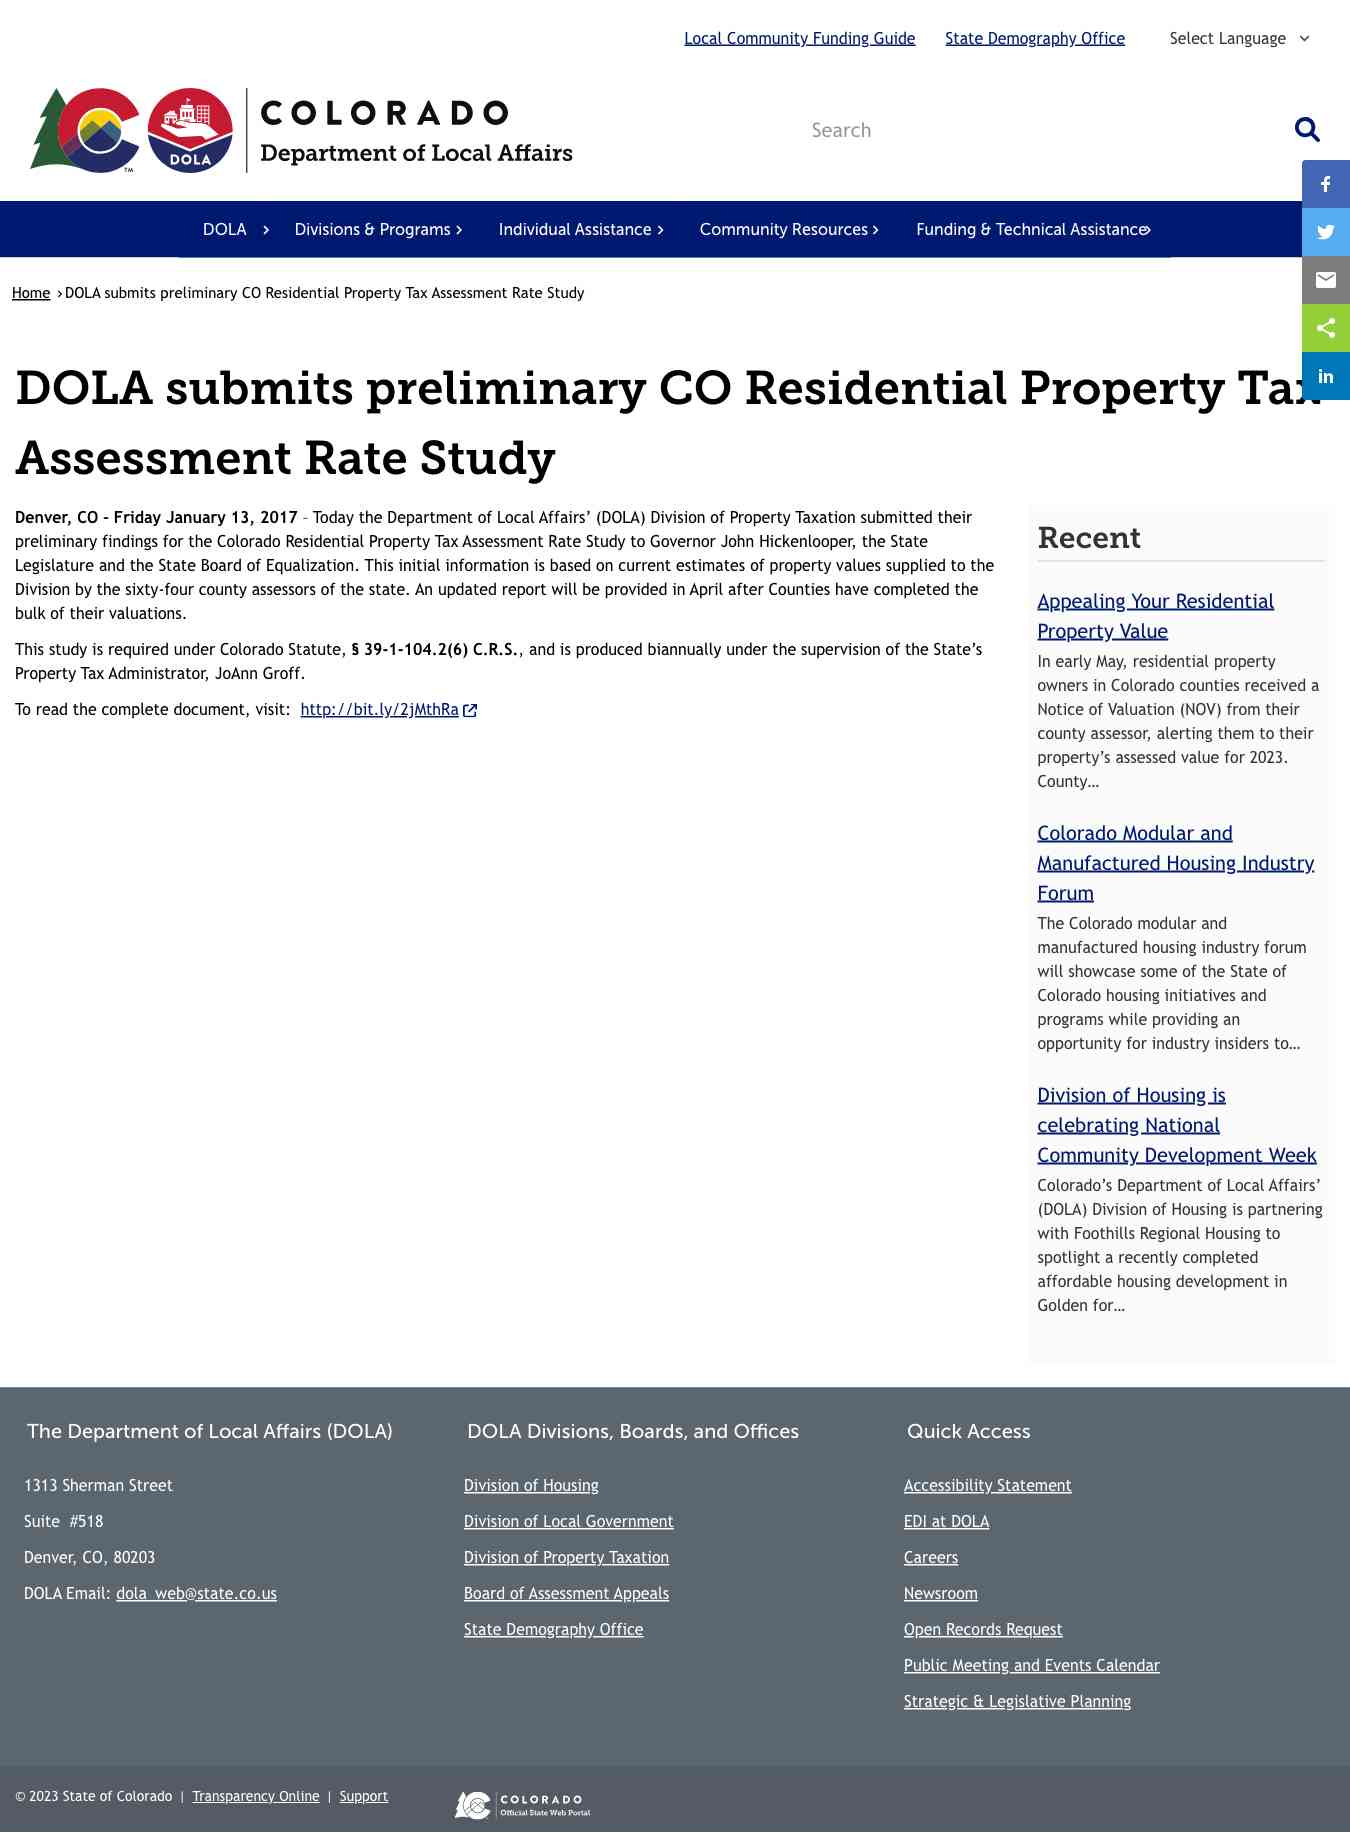 Local Community Funding Guide State Demography Office Select Language
COLORADO
Department of Local Affairs
DOLA
TM
Search
DOLA Divisions & Programs Individual Assistance Community Resources Funding & Technical Assistance
Home › DOLA submits preliminary CO Residential Property Tax Assessment Rate Study
DOLA submits preliminary CO Residential Property Tax
Assessment Rate Study
Denver, CO - Friday January 13, 2017 - Today the Department of Local Affairs’ (DOLA) Division of Property Taxation submitted their
preliminary findings for the Colorado Residential Property Tax Assessment Rate Study to Governor John Hickenlooper, the State
Legislature and the State Board of Equalization. This initial information is based on current estimates of property values supplied to the
Division by the sixty-four county assessors of the state. An updated report will be provided in April after Counties have completed the
bulk of their valuations.
This study is required under Colorado Statute, § 39-1-104.2(6) C.R.S., and is produced biannually under the supervision of the State’s
Property Tax Administrator, JoAnn Groff.
To read the complete document, visit: http://bit.ly/2jMthRa
Recent
Appealing Your Residential
Property Value
In early May, residential property
owners in Colorado counties received a
Notice of Valuation (NOV) from their
county assessor, alerting them to their
property’s assessed value for 2023.
County…
Colorado Modular and
Manufactured Housing Industry
Forum
The Colorado modular and
manufactured housing industry forum
will showcase some of the State of
Colorado housing initiatives and
programs while providing an
opportunity for industry insiders to…
Division of Housing is
celebrating National
Community Development Week
Colorado’s Department of Local Affairs’
(DOLA) Division of Housing is partnering
with Foothills Regional Housing to
spotlight a recently completed
affordable housing development in
Golden for…
The Department of Local Affairs (DOLA)
1313 Sherman Street
Suite #518
Denver, CO, 80203
DOLA Email: dola_web@state.co.us
DOLA Divisions, Boards, and Offices
Division of Housing
Division of Local Government
Division of Property Taxation
Board of Assessment Appeals
State Demography Office
Quick Access
Accessibility Statement
EDI at DOLA
Careers
Newsroom
Open Records Request
Public Meeting and Events Calendar
Strategic & Legislative Planning
© 2023 State of Colorado | Transparency Online | Support
COLORADO
Official State Web Portal